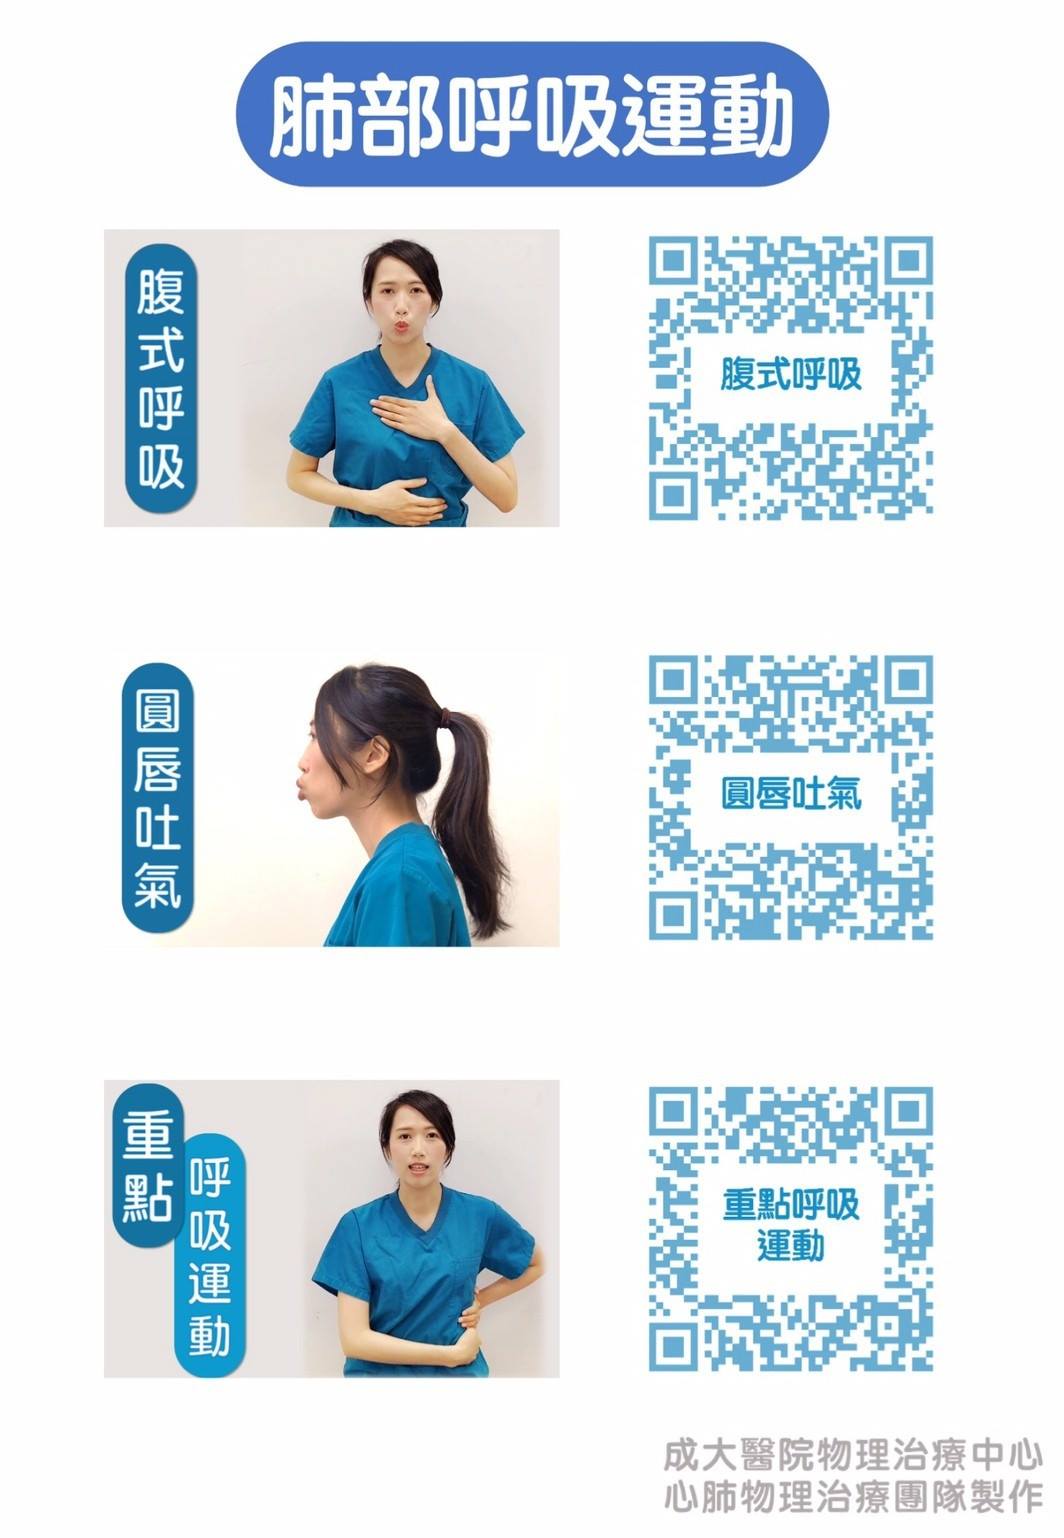 肺部呼吸運動
腹式呼吸
腹式呼吸
圓唇吐氣
圓唇吐氣
重點
呼吸運動
重點呼吸
運動
成大醫院物理治療中心
心肺物理治療團隊製作